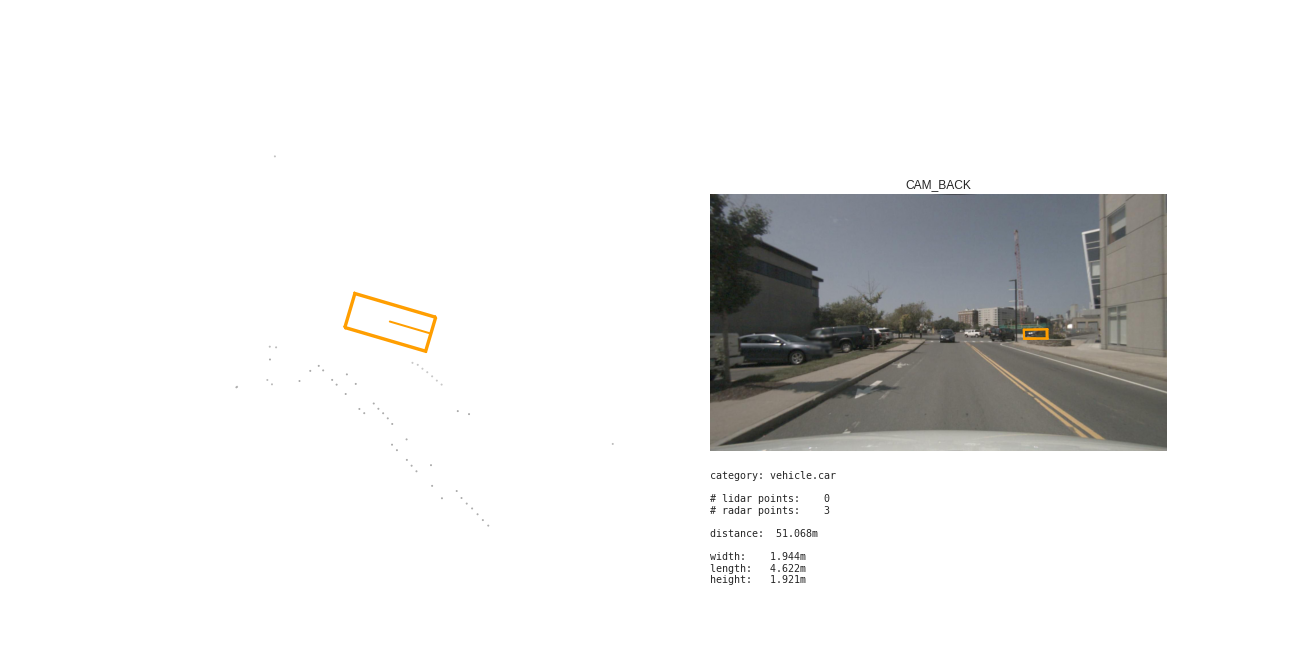 CAM_BACK
category: vehicle.car
# lidar points: 0
# radar points: 3
distance: 51.068m
width: 1.944m
length: 4.622m
height: 1.921m